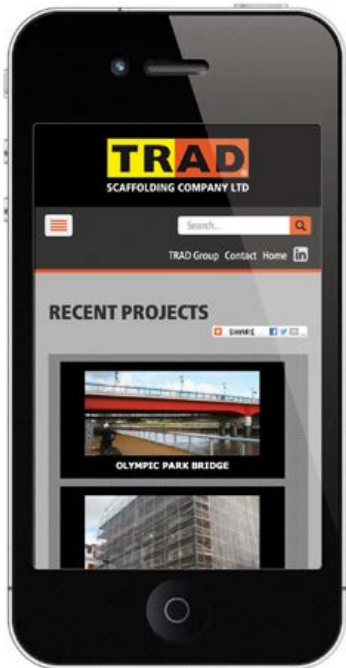 TRAD
®
SCAFFOLDING COMPANY LTD
Search...
TRAD Group Contact Home in
RECENT PROJECTS
SHARE
OLYMPIC PARK BRIDGE